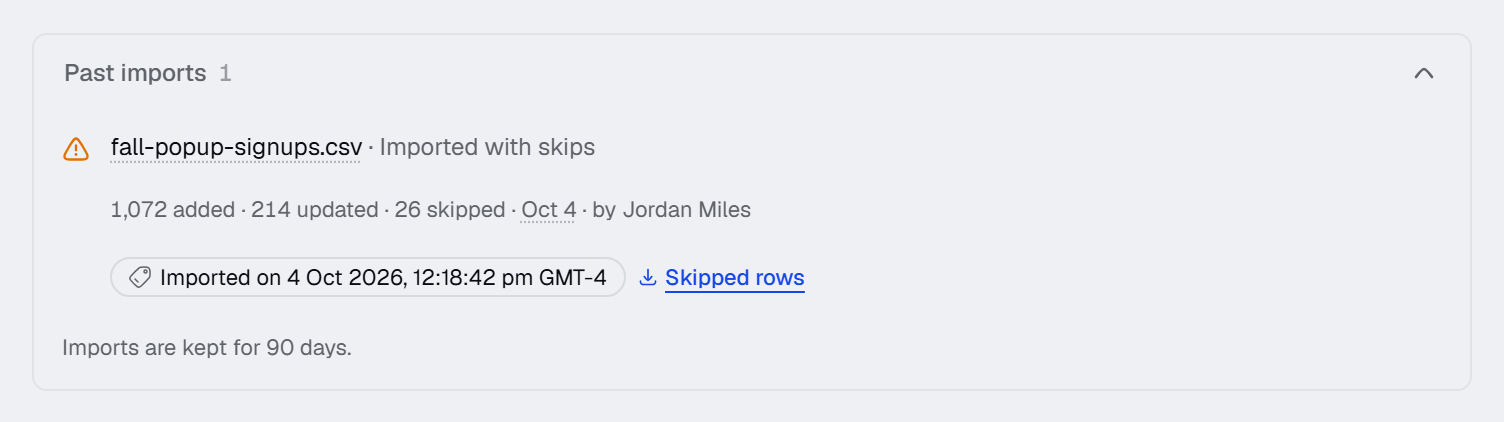 Past imports 1
fall-popup-signups.csv · Imported with skips
1,072 added · 214 updated · 26 skipped · Oct 4 · by Jordan Miles
Imported on 4 Oct 2026, 12:18:42 pm GMT-4 Skipped rows
Imports are kept for 90 days.